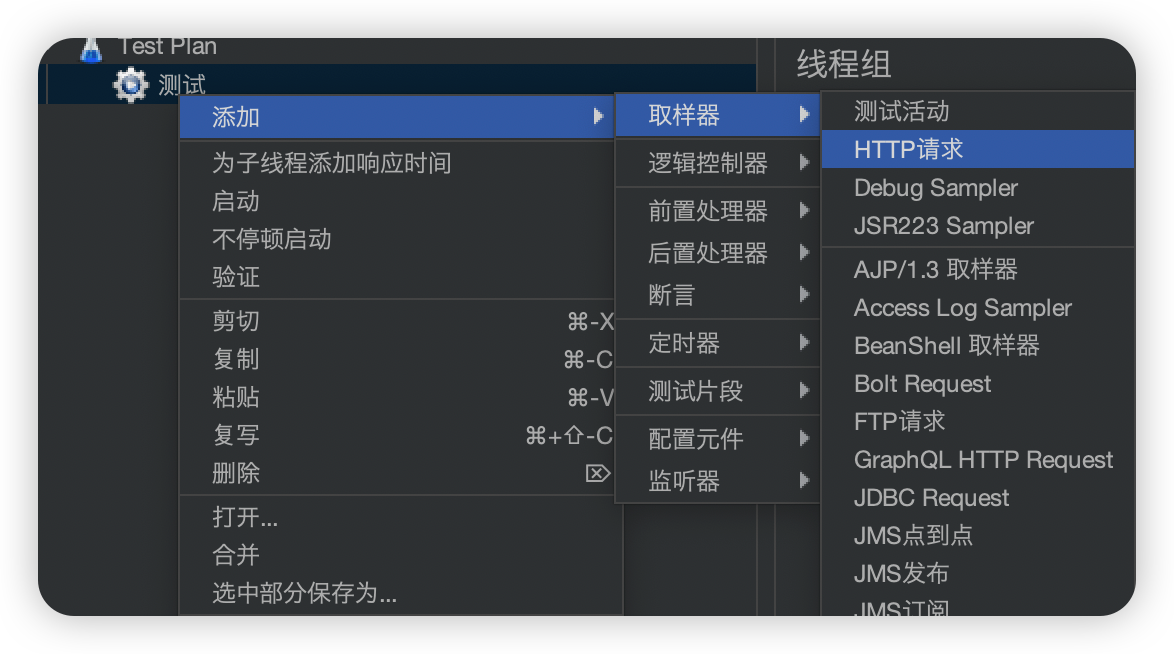 Test Plan
测试
线程组
添加
为子线程添加响应时间
启动
不停顿启动
验证
剪切 ⌘-X
复制 ⌘-C
粘贴 ⌘-V
复写 ⌘+⇧-C
删除 ⌦
打开...
合并
选中部分保存为...
取样器
逻辑控制器
前置处理器
后置处理器
断言
定时器
测试片段
配置元件
监听器
测试活动
HTTP请求
Debug Sampler
JSR223 Sampler
AJP/1.3 取样器
Access Log Sampler
BeanShell 取样器
Bolt Request
FTP请求
GraphQL HTTP Request
JDBC Request
JMS点到点
JMS发布
JMS订阅